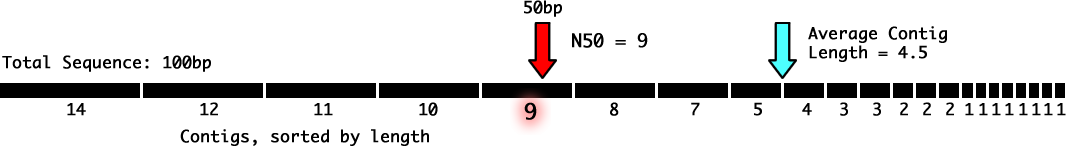 50bp
N50 = 9
Average Contig
Length = 4.5
Total Sequence: 100bp
14 12 11 10 9 8 7 5 4 3 3 2 2 2 1 1 1 1 1 1 1 1
Contigs, sorted by length